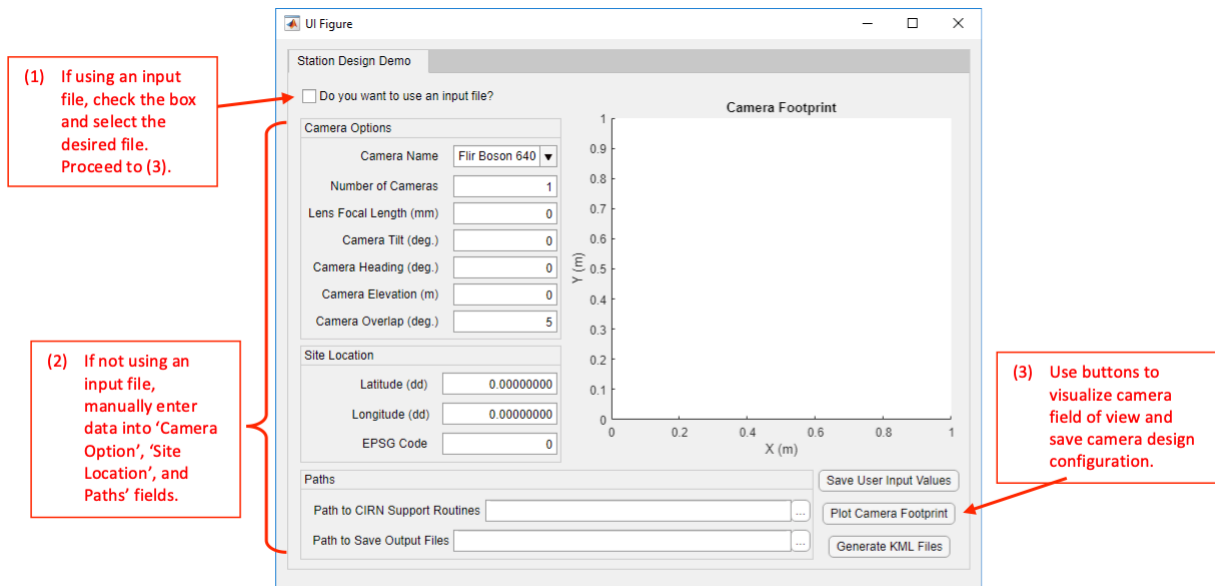 UI Figure
Station Design Demo
(1) If using an input
file, check the box
and select the
desired file.
Proceed to (3).
Do you want to use an input file?
Camera Options
Camera Name Flir Boson 640
Number of Cameras 1
Lens Focal Length (mm) 0
Camera Tilt (deg.) 0
Camera Heading (deg.) 0
Camera Elevation (m) 0
Camera Overlap (deg.) 5
(2) If not using an
input file,
manually enter
data into ‘Camera
Option’, ‘Site
Location’, and
Paths’ fields.
Site Location
Latitude (dd) 0.00000000
Longitude (dd) 0.00000000
EPSG Code 0
Camera Footprint
1
0.9
0.8
0.7
0.6
0.5
0.4
0.3
0.2
0.1
0
Y (m)
0 0.2 0.4 0.6 0.8 1
X (m)
Paths
Path to CIRN Support Routines ...
Path to Save Output Files ...
Save User Input Values
Plot Camera Footprint
Generate KML Files
(3) Use buttons to
visualize camera
field of view and
save camera design
configuration.